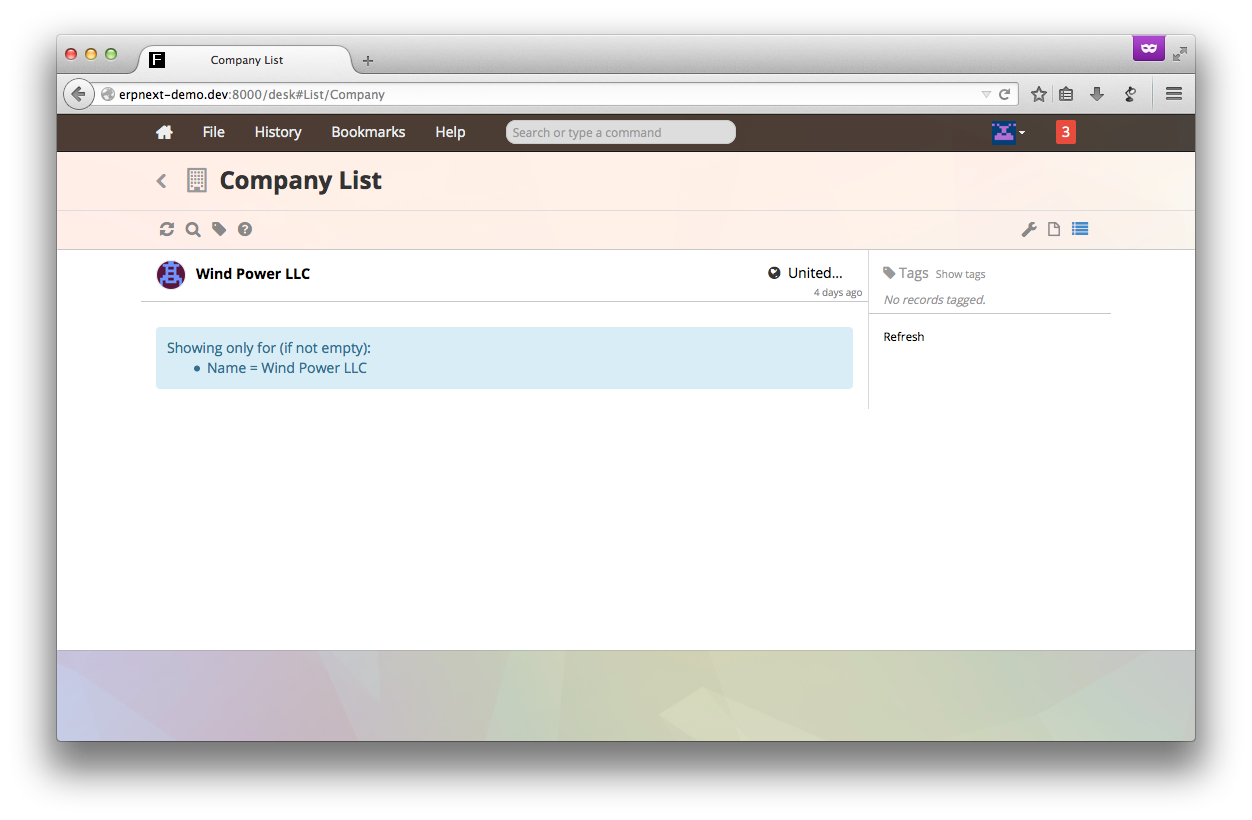 F Company List
erpnext-demo.dev:8000/desk#List/Company
File History Bookmarks Help Search or type a command 3
Company List
Wind Power LLC United...
4 days ago
Tags Show tags
No records tagged.
Refresh
Showing only for (if not empty):
• Name = Wind Power LLC